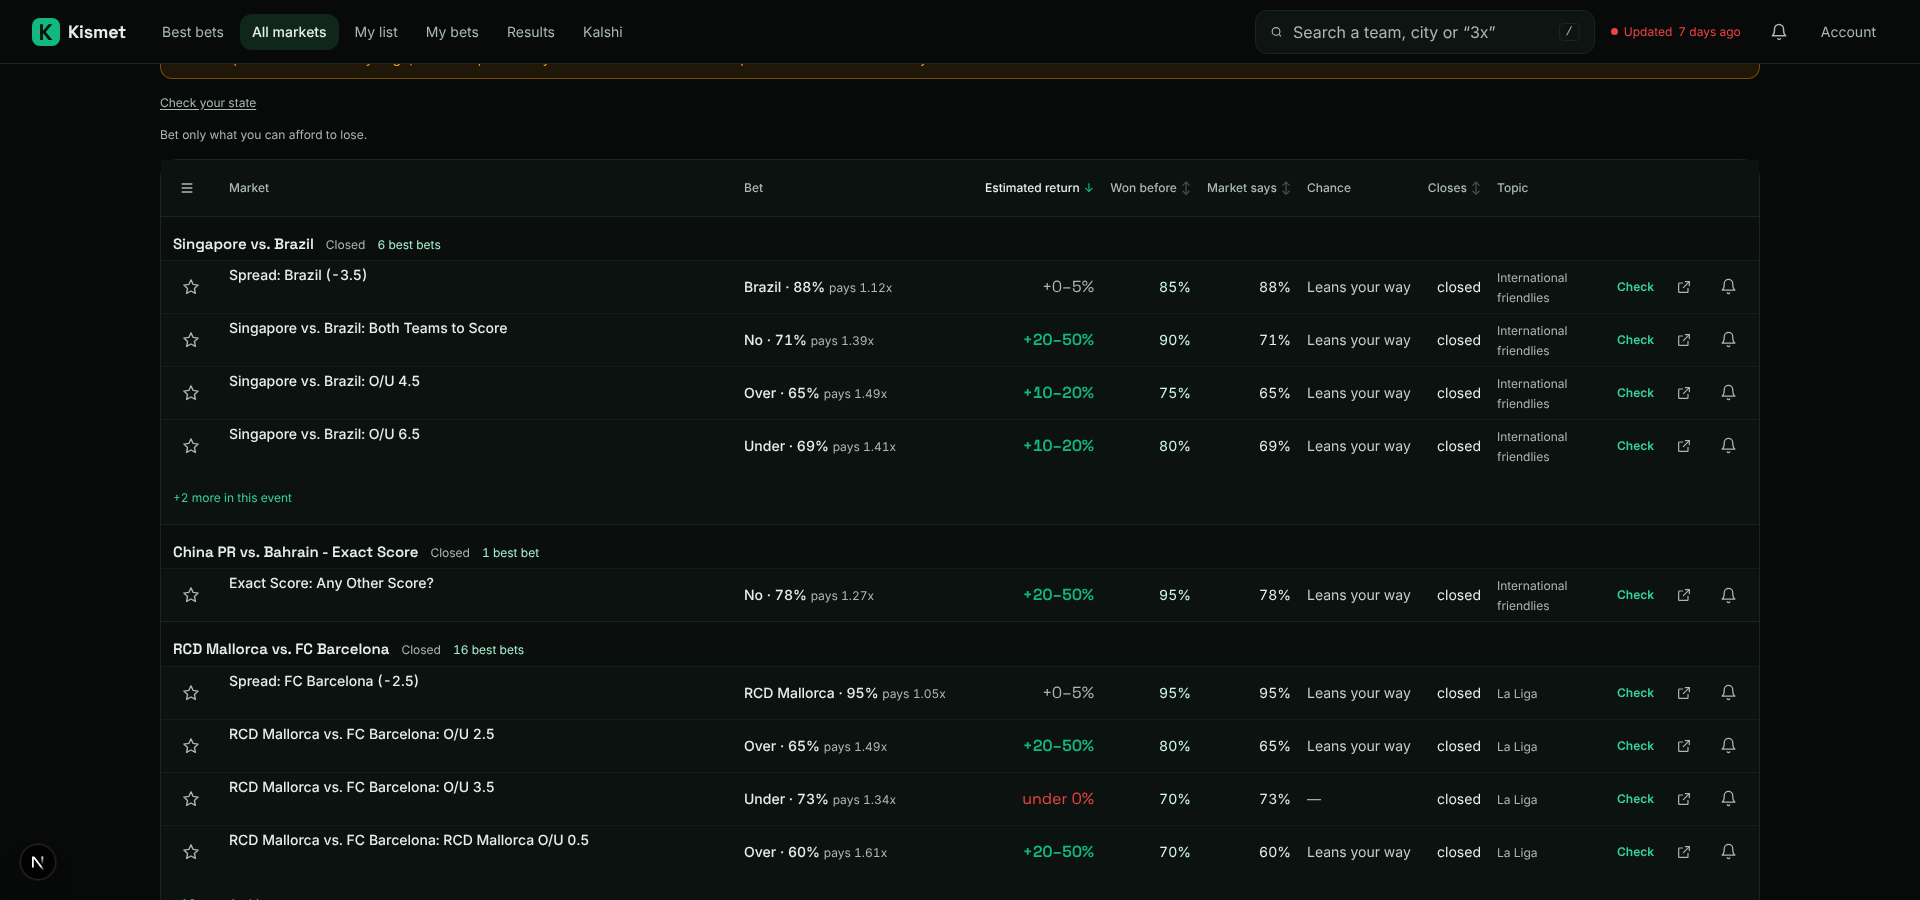 K Kismet
Best bets
All markets
My list
My bets
Results
Kalshi
Search a team, city or “3x”
/
Updated 7 days ago
Account
Check your state
Bet only what you can afford to lose.
Market Bet Estimated return Won before Market says Chance Closes Topic
Singapore vs. Brazil Closed 6 best bets
Spread: Brazil (-3.5)
Brazil · 88% pays 1.12x +0–5% 85% 88% Leans your way closed International friendlies Check
Singapore vs. Brazil: Both Teams to Score
No · 71% pays 1.39x +20–50% 90% 71% Leans your way closed International friendlies Check
Singapore vs. Brazil: O/U 4.5
Over · 65% pays 1.49x +10–20% 75% 65% Leans your way closed International friendlies Check
Singapore vs. Brazil: O/U 6.5
Under · 69% pays 1.41x +10–20% 80% 69% Leans your way closed International friendlies Check
+2 more in this event
China PR vs. Bahrain - Exact Score Closed 1 best bet
Exact Score: Any Other Score?
No · 78% pays 1.27x +20–50% 95% 78% Leans your way closed International friendlies Check
RCD Mallorca vs. FC Barcelona Closed 16 best bets
Spread: FC Barcelona (-2.5)
RCD Mallorca · 95% pays 1.05x +0–5% 95% 95% Leans your way closed La Liga Check
RCD Mallorca vs. FC Barcelona: O/U 2.5
Over · 65% pays 1.49x +20–50% 80% 65% Leans your way closed La Liga Check
RCD Mallorca vs. FC Barcelona: O/U 3.5
Under · 73% pays 1.34x under 0% 70% 73% — closed La Liga Check
RCD Mallorca vs. FC Barcelona: RCD Mallorca O/U 0.5
Over · 60% pays 1.61x +20–50% 70% 60% Leans your way closed La Liga Check
N